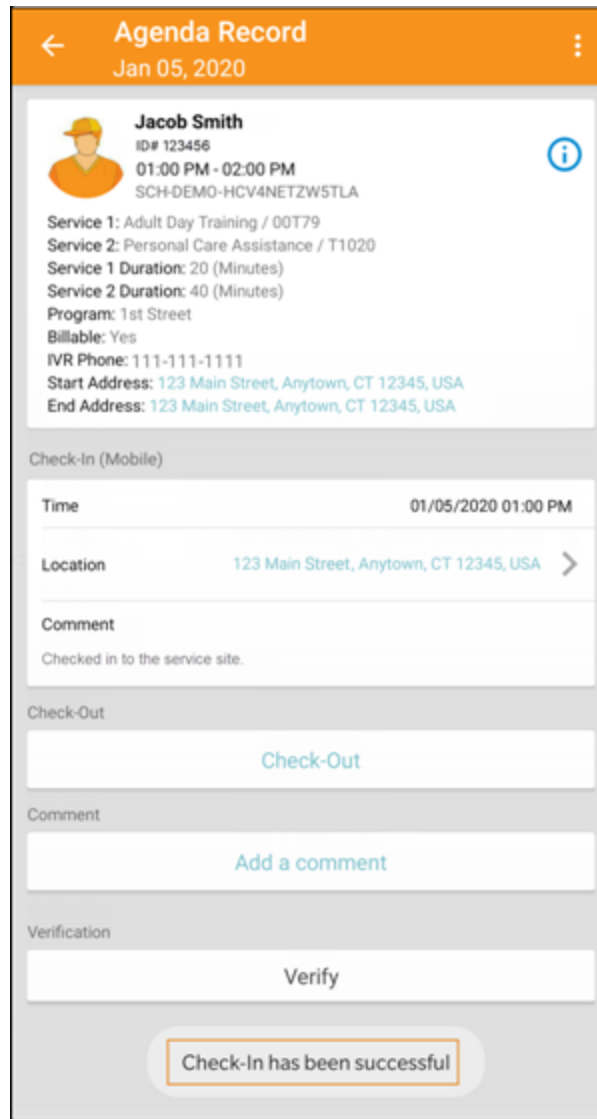 Agenda Record
Jan 05, 2020
Jacob Smith
ID# 123456
01:00 PM - 02:00 PM
SCH-DEMO-HCV4NETZW5TLA
Service 1: Adult Day Training / 00T79
Service 2: Personal Care Assistance / T1020
Service 1 Duration: 20 (Minutes)
Service 2 Duration: 40 (Minutes)
Program: 1st Street
Billable: Yes
IVR Phone: 111-111-1111
Start Address: 123 Main Street, Anytown, CT 12345, USA
End Address: 123 Main Street, Anytown, CT 12345, USA
Check-In (Mobile)
Time 01/05/2020 01:00 PM
Location 123 Main Street, Anytown, CT 12345, USA
Comment
Checked in to the service site.
Check-Out
Check-Out
Comment
Add a comment
Verification
Verify
Check-In has been successful